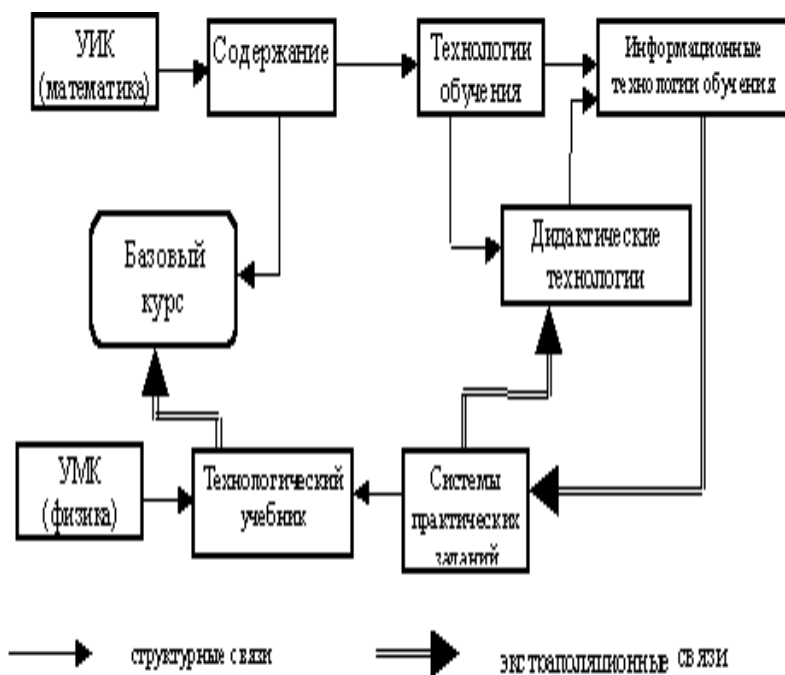 УИК
(математика)
Содержание
Технологии
обучения
Информационные
технологии обучения
Базовый
курс
Дидактические
технологии
УМК
(физика)
Технологический
учебник
Системы
практических
заданий
структурные связи
экстоаполяционные связи